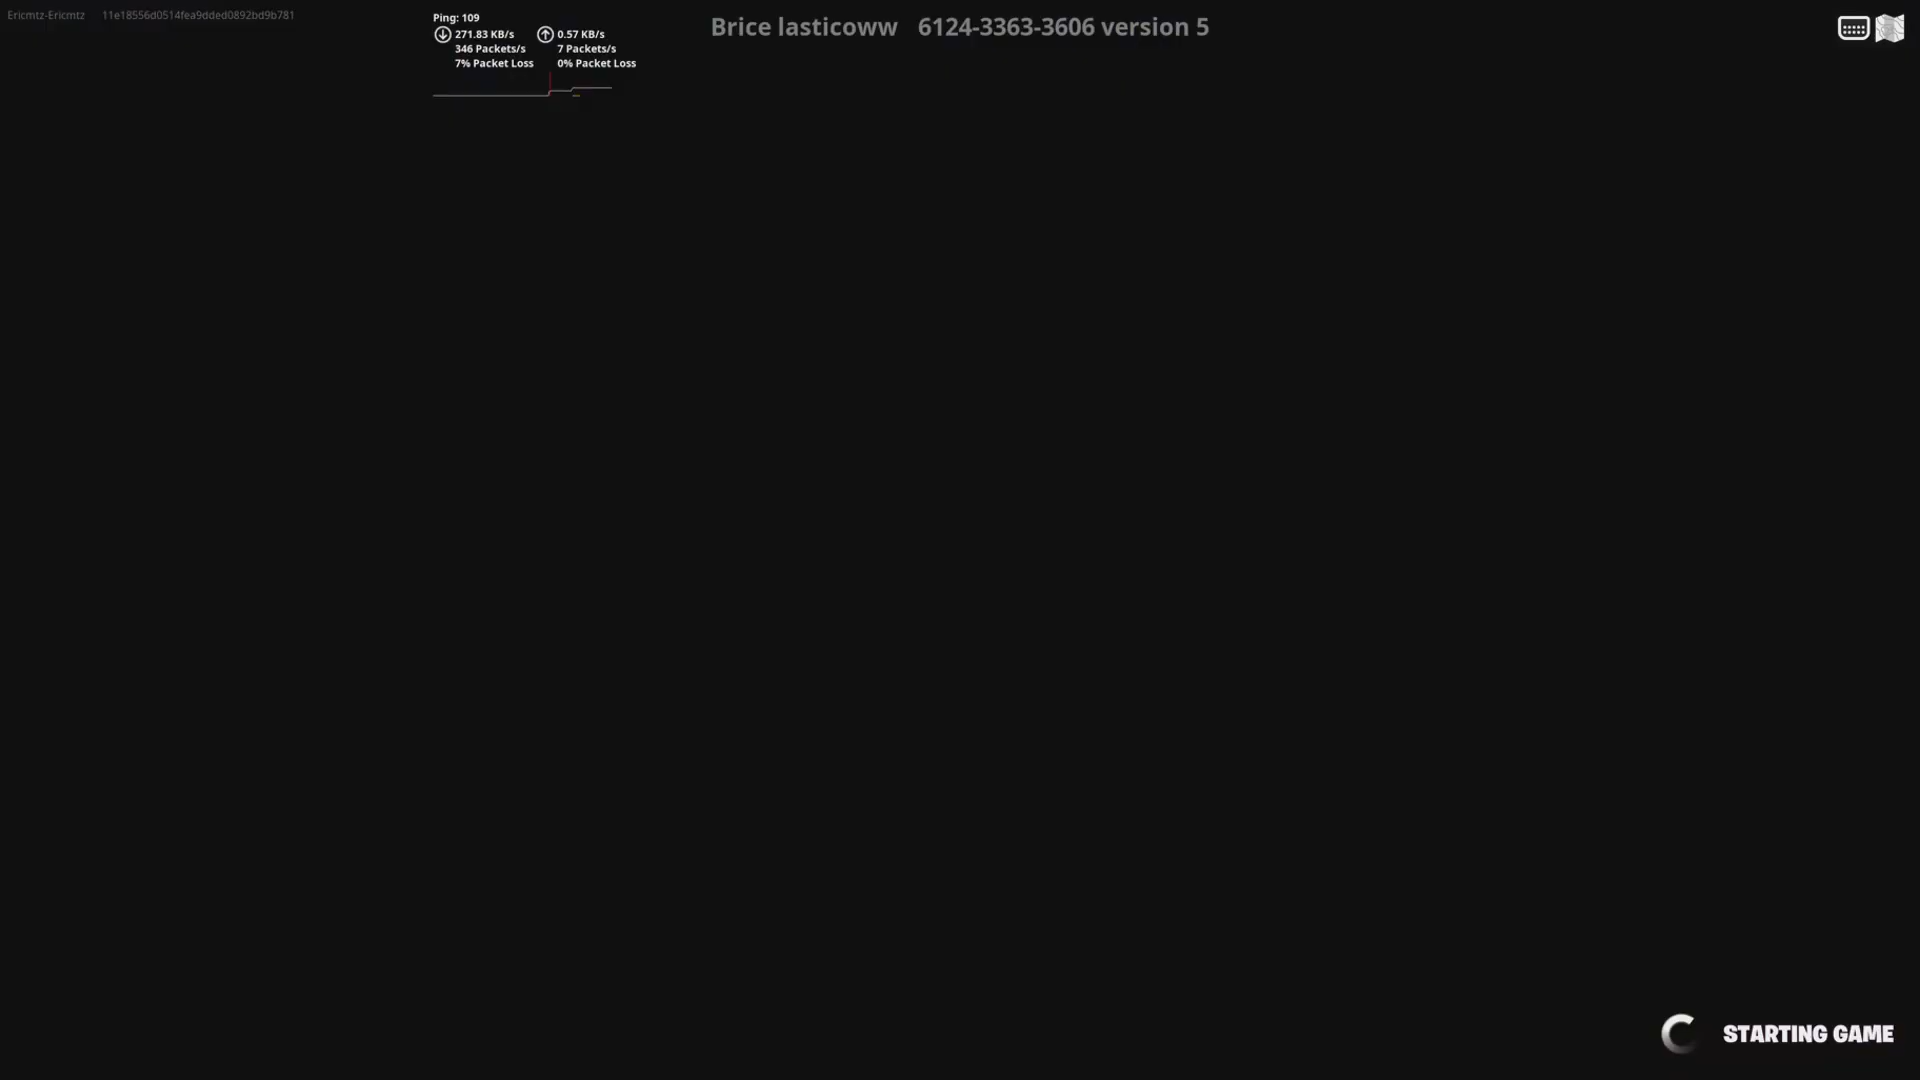 Ericmtz-Ericmtz 11e18556d0514fea9dded0892bd9b781
Ping: 109
271.83 KB/s 0.57 KB/s
346 Packets/s 7 Packets/s
7% Packet Loss 0% Packet Loss
Brice lasticoww 6124-3363-3606 version 5
STARTING GAME